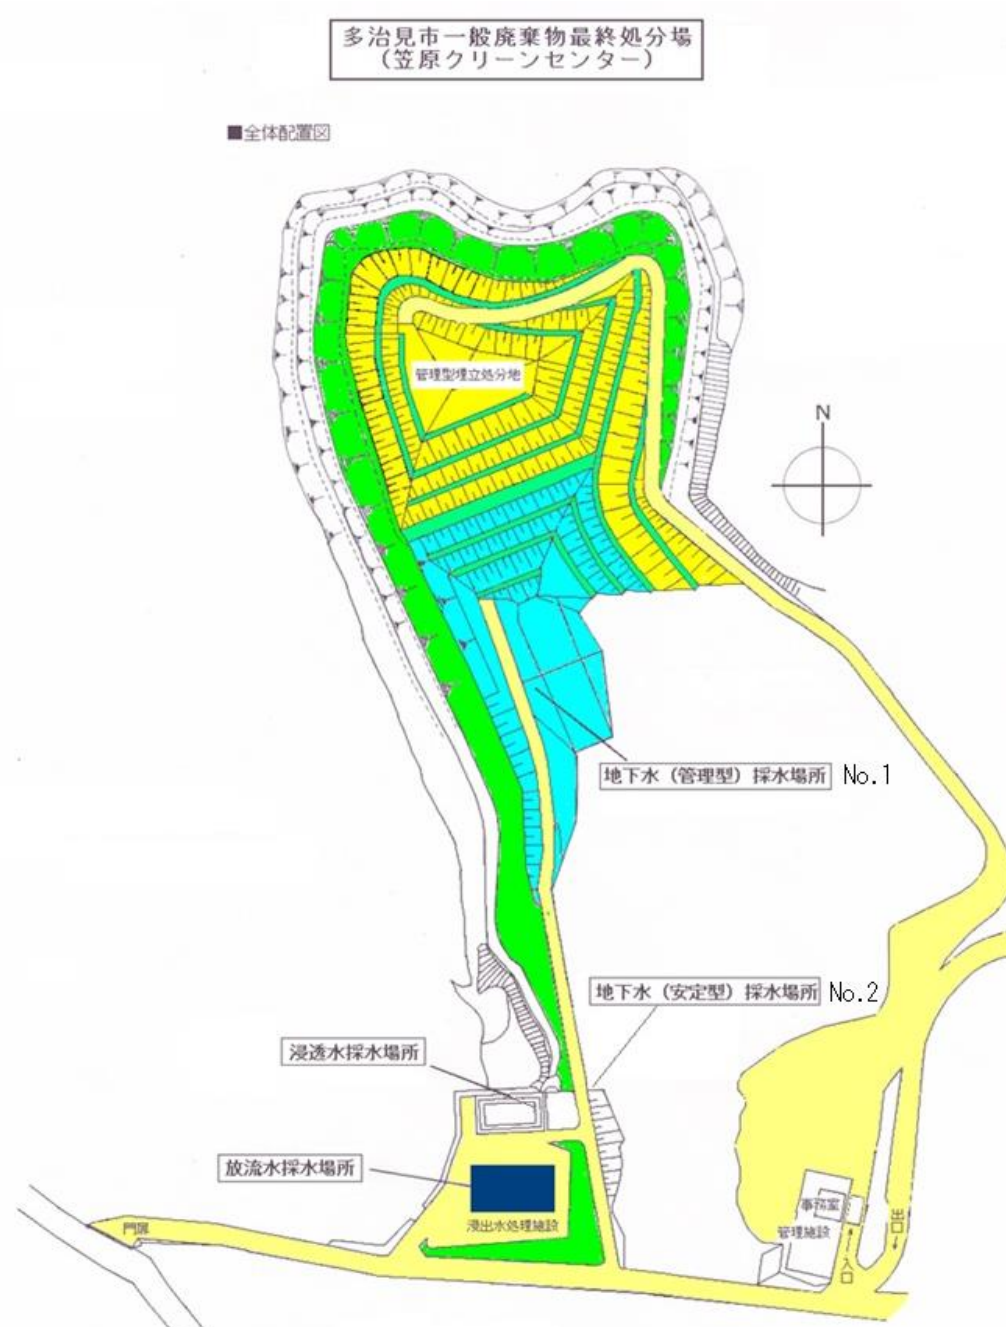 多治見市一般廃棄物最終処分場
（笠原クリーンセンター）
■全体配置図
管理型埋立処分地
N
地下水（管理型）採水場所 No.1
地下水（安定型）採水場所 No.2
浸透水採水場所
放流水採水場所
浸出水処理施設
門扉
事務室
管理施設
入口
出口